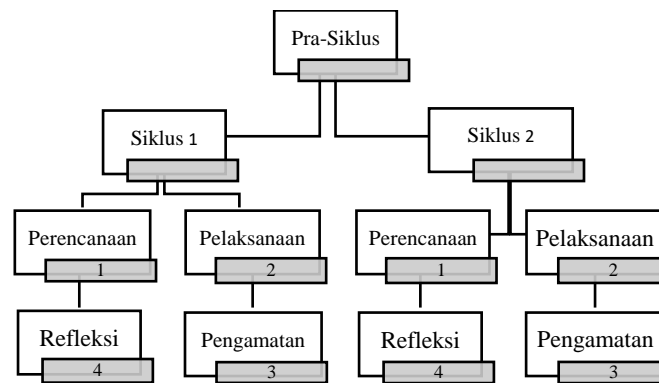 Pra-Siklus
Siklus 1
Siklus 2
Perencanaan
1
Pelaksanaan
2
Perencanaan
1
Pelaksanaan
2
Refleksi
4
Pengamatan
3
Refleksi
4
Pengamatan
3